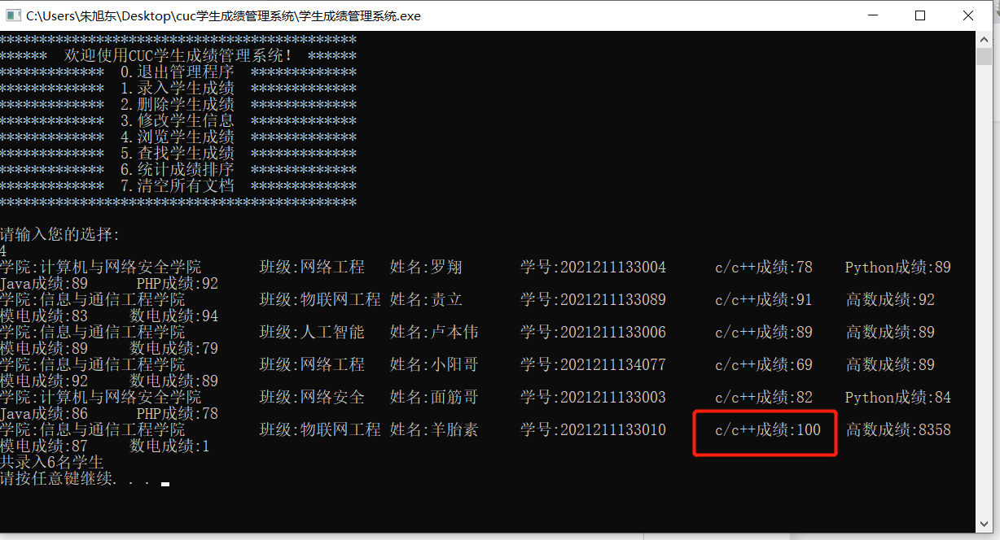 C:\Users\朱旭东\Desktop\cuc学生成绩管理系统\学生成绩管理系统.exe
********************************************
****** 欢迎使用CUC学生成绩管理系统! ******
************* 0.退出管理程序 *************
************* 1.录入学生成绩 *************
************* 2.删除学生成绩 *************
************* 3.修改学生信息 *************
************* 4.浏览学生成绩 *************
************* 5.查找学生成绩 *************
************* 6.统计成绩排序 *************
************* 7.清空所有文档 *************
********************************************
请输入您的选择:
4
学院:计算机与网络安全学院 班级:网络工程 姓名:罗翔 学号:2021211133004 c/c++成绩:78 Python成绩:89
Java成绩:89 PHP成绩:92
学院:信息与通信工程学院 班级:物联网工程 姓名:责立 学号:2021211133089 c/c++成绩:91 高数成绩:92
模电成绩:83 数电成绩:94
学院:信息与通信工程学院 班级:人工智能 姓名:卢本伟 学号:2021211133006 c/c++成绩:89 高数成绩:89
模电成绩:89 数电成绩:79
学院:信息与通信工程学院 班级:网络工程 姓名:小阳哥 学号:2021211134077 c/c++成绩:69 高数成绩:89
模电成绩:92 数电成绩:89
学院:计算机与网络安全学院 班级:网络安全 姓名:面筋哥 学号:2021211133003 c/c++成绩:82 Python成绩:84
Java成绩:86 PHP成绩:78
学院:信息与通信工程学院 班级:物联网工程 姓名:羊胎素 学号:2021211133010 c/c++成绩:100 高数成绩:8358
模电成绩:87 数电成绩:1
共录入6名学生
请按任意键继续. . .